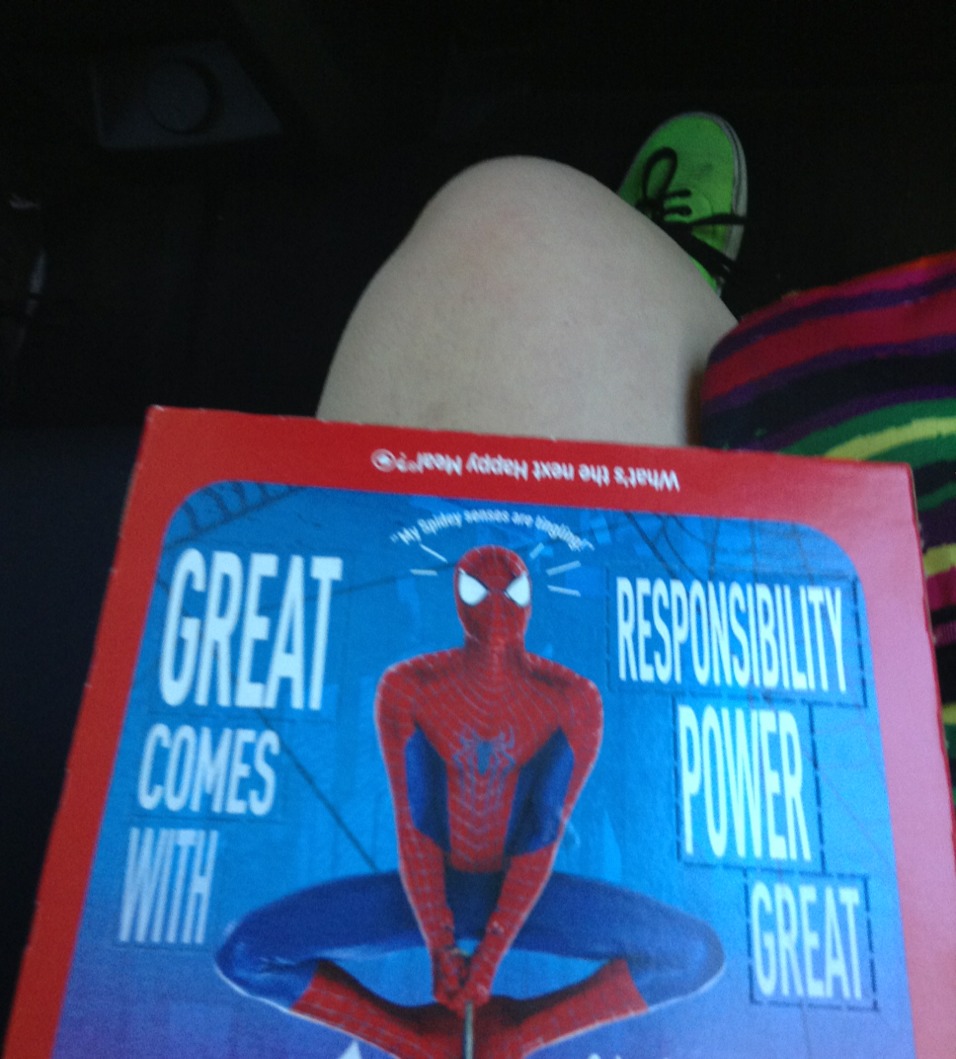 What's the next Happy Meal®?
"My Spidey senses are tingling!"
GREAT
COMES
WITH
RESPONSIBILITY
POWER
GREAT